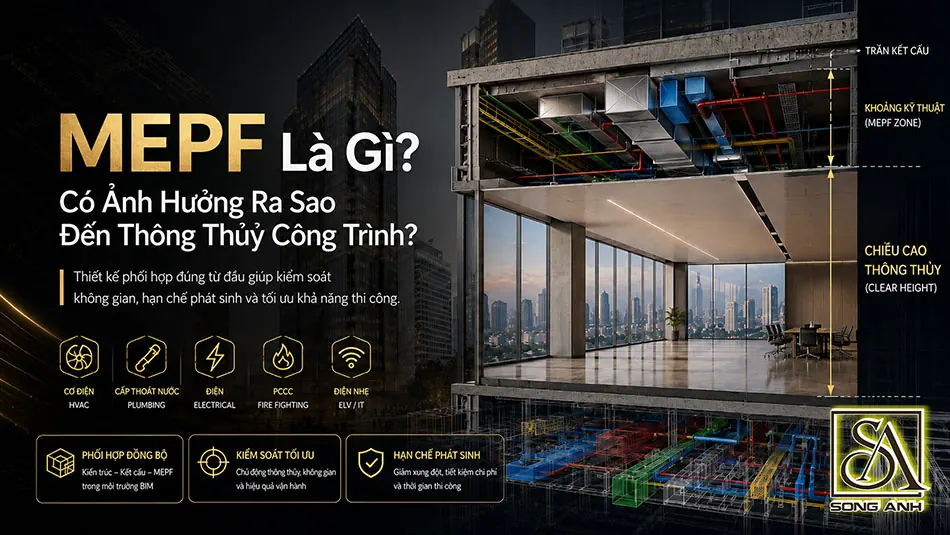 MEPF Là Gì?
Có Ảnh Hưởng Ra Sao
Đến Thông Thuỷ Công Trình?
Thiết kế phối hợp đúng từ đầu giúp kiểm soát
không gian, hạn chế phát sinh và tối ưu khả năng thi công.
CƠ ĐIỆN
HVAC
CẤP THOÁT NƯỚC
PLUMBING
ĐIỆN
ELECTRICAL
PCCC
FIRE FIGHTING
ĐIỆN NHẸ
ELV / IT
PHỐI HỢP ĐỒNG BỘ
Kiến trúc – Kết cấu – MEPF
trong môi trường BIM
KIỂM SOÁT TỐI ƯU
Chủ động thông thủy, không gian
và hiệu quả vận hành
HẠN CHẾ PHÁT SINH
Giảm xung đột, tiết kiệm chi phí
và thời gian thi công
TRẦN KẾT CẤU
KHOẢNG KỸ THUẬT
(MEPF ZONE)
CHIỀU CAO
THÔNG THỦY
(CLEAR HEIGHT)
SA
SONG ANH